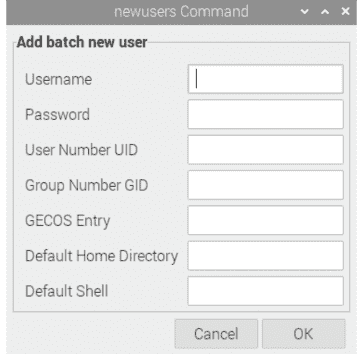 newusers Command
Add batch new user
Username
Password
User Number UID
Group Number GID
GECOS Entry
Default Home Directory
Default Shell
Cancel OK